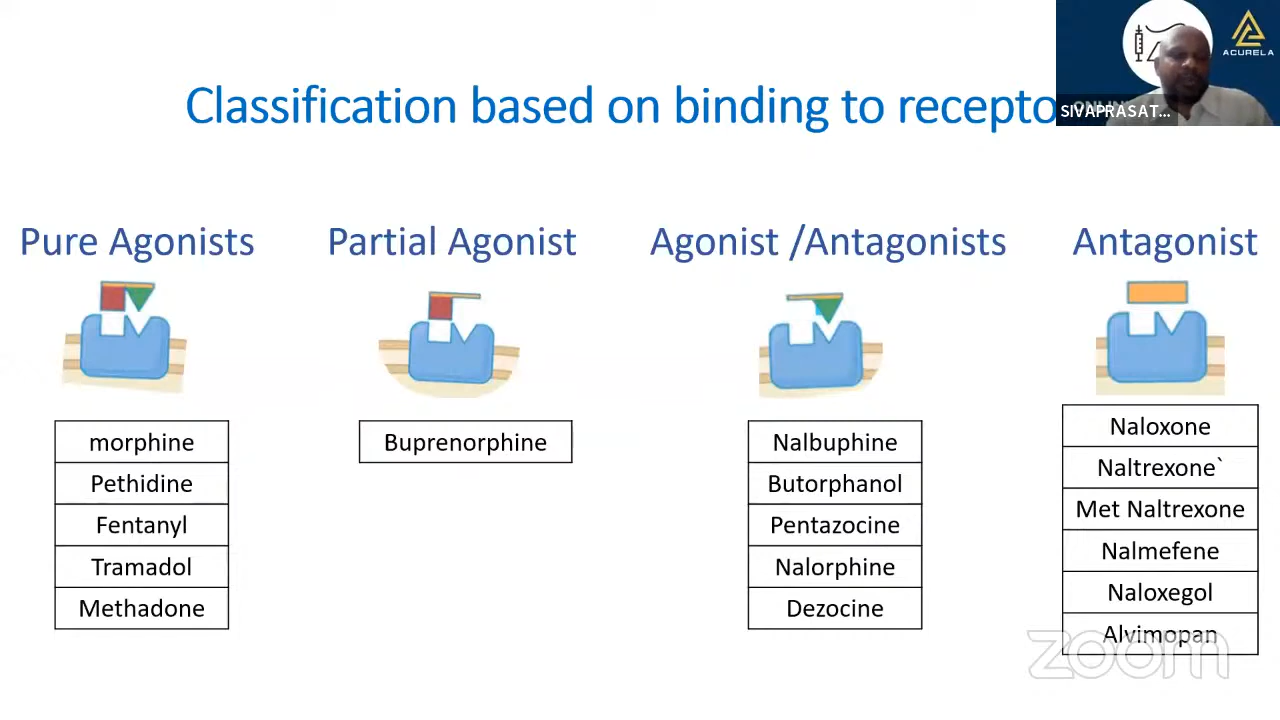 ACURELA
SIVAPRASAT...
Classification based on binding to recepto
Pure Agonists
Partial Agonist
Agonist /Antagonists
Antagonist
morphine
Pethidine
Fentanyl
Tramadol
Methadone
Buprenorphine
Nalbuphine
Butorphanol
Pentazocine
Nalorphine
Dezocine
Naloxone
Naltrexone`
Met Naltrexone
Nalmefene
Naloxegol
Alvimopan
zoom